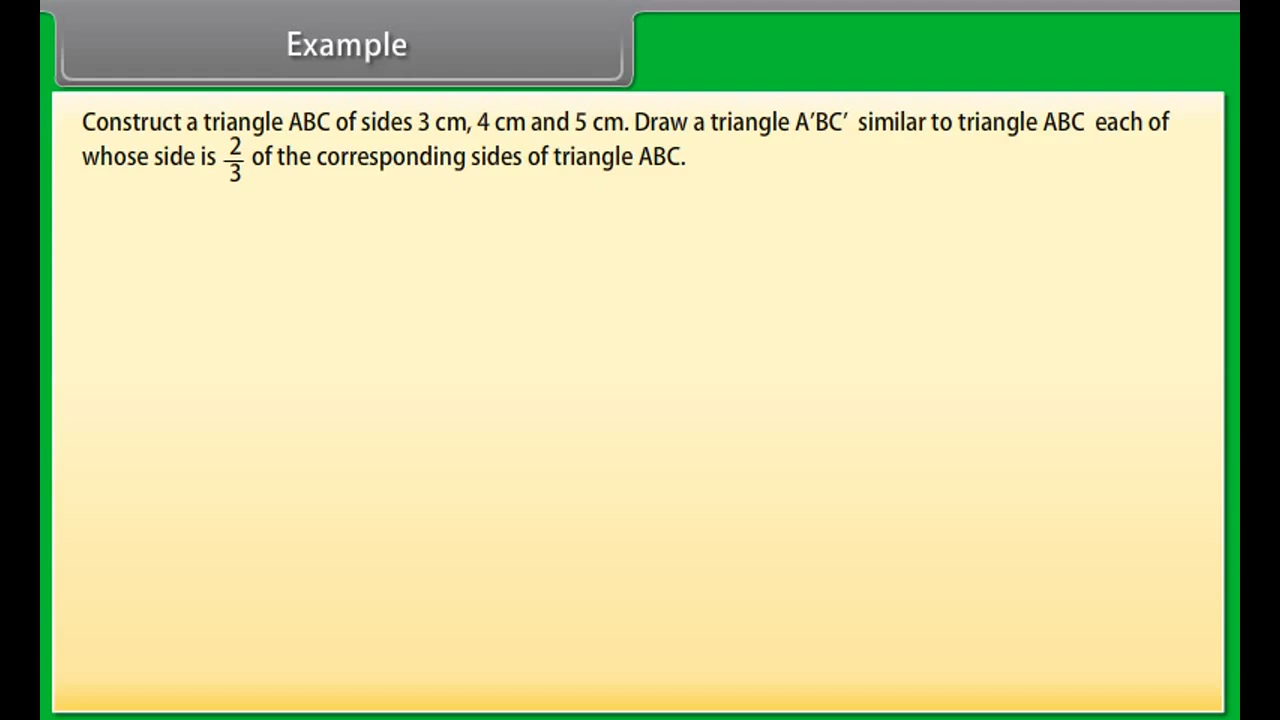 Example
Construct a triangle ABC of sides 3 cm, 4 cm and 5 cm. Draw a triangle A′BC′ similar to triangle ABC each of
whose side is 2/3 of the corresponding sides of triangle ABC.